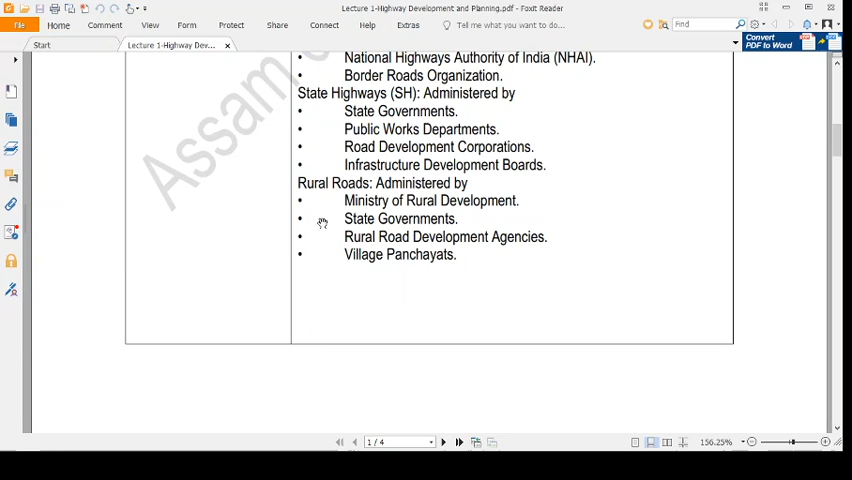 Lecture 1-Highway Development and Planning.pdf - Foxit Reader
File Home Comment View Form Protect Share Connect Help Extras Tell me what you want to do... Find
Start Lecture 1-Highway Dev... Convert
PDF to Word
• National Highways Authority of India (NHAI).
• Border Roads Organization.
State Highways (SH): Administered by
• State Governments.
• Public Works Departments.
• Road Development Corporations.
• Infrastructure Development Boards.
Rural Roads: Administered by
• Ministry of Rural Development.
• State Governments.
• Rural Road Development Agencies.
• Village Panchayats.
Assam
1 / 4 156.25%